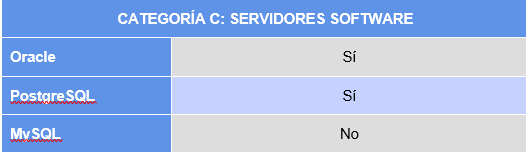 CATEGORÍA C: SERVIDORES SOFTWARE
Oracle Sí
PostgreSQL Sí
MySQL No